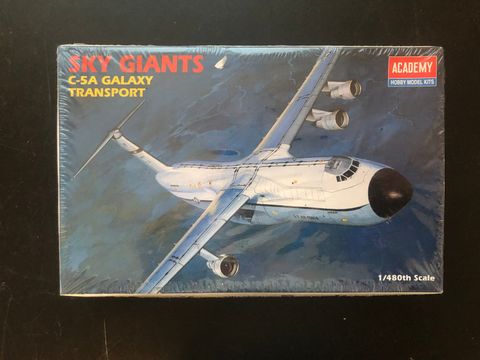 SKY GIANTS
C-5A GALAXY
TRANSPORT
ACADEMY
HOBBY MODEL KITS
1/480th Scale